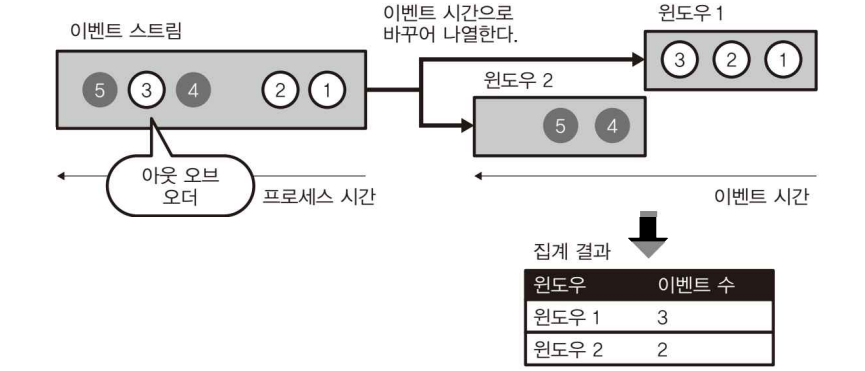 이벤트 스트림
5 3 4 2 1
아웃 오브
오더
프로세스 시간
이벤트 시간으로
바꾸어 나열한다.
윈도우 1
3 2 1
윈도우 2
5 4
이벤트 시간
집계 결과
윈도우 이벤트 수
윈도우 1 3
윈도우 2 2